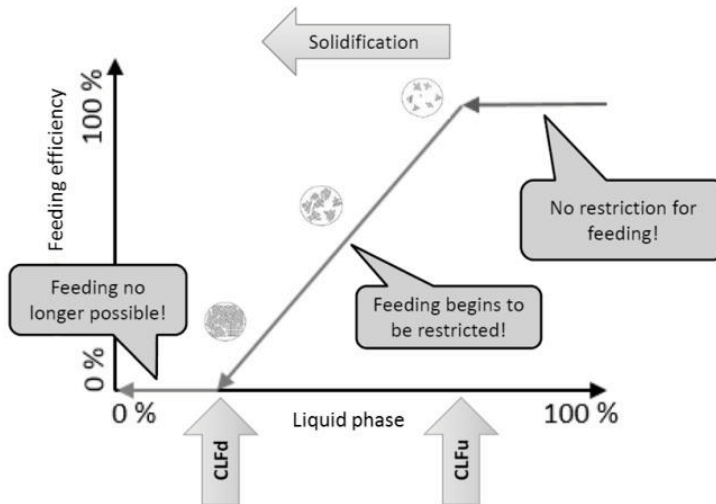 Solidification
100 %
Feeding efficiency
No restriction for
feeding!
Feeding no
longer possible!
Feeding begins to
be restricted!
0 %
0 %
Liquid phase
100 %
CLFd
CLFu